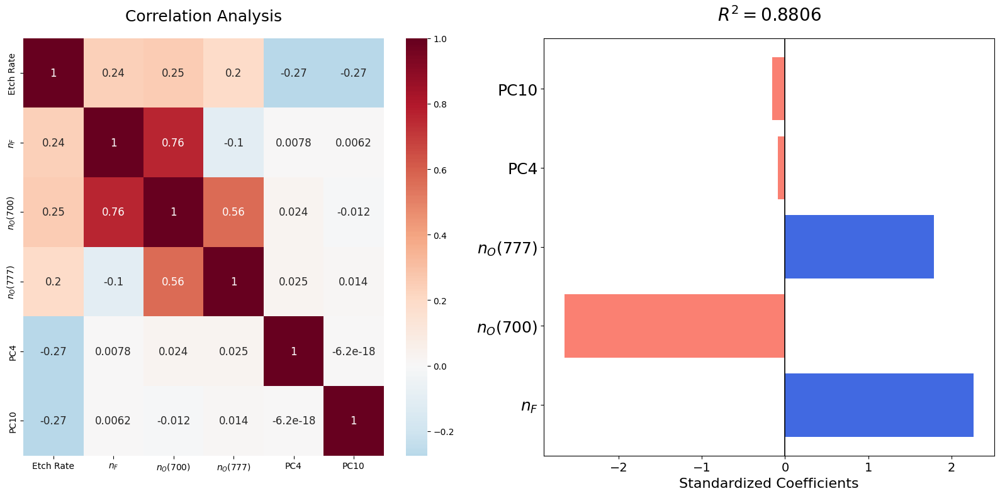 Correlation Analysis
Etch Rate 1 0.24 0.25 0.2 -0.27 -0.27
n_F 0.24 1 0.76 -0.1 0.0078 0.0062
n_O(700) 0.25 0.76 1 0.56 0.024 -0.012
n_O(777) 0.2 -0.1 0.56 1 0.025 0.014
PC4 -0.27 0.0078 0.024 0.025 1 -6.2e-18
PC10 -0.27 0.0062 -0.012 0.014 -6.2e-18 1
Etch Rate n_F n_O(700) n_O(777) PC4 PC10
1.0
0.8
0.6
0.4
0.2
0.0
−0.2
R² = 0.8806
PC10
PC4
n_O(777)
n_O(700)
n_F
−2 −1 0 1 2
Standardized Coefficients